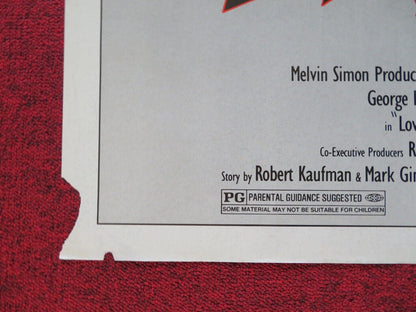 Melvin Simon Produc
George
in "Lov
Co-Executive Producers R
Story by Robert Kaufman & Mark Gin
PG PARENTAL GUIDANCE SUGGESTED
SOME MATERIAL MAY NOT BE SUITABLE FOR CHILDREN